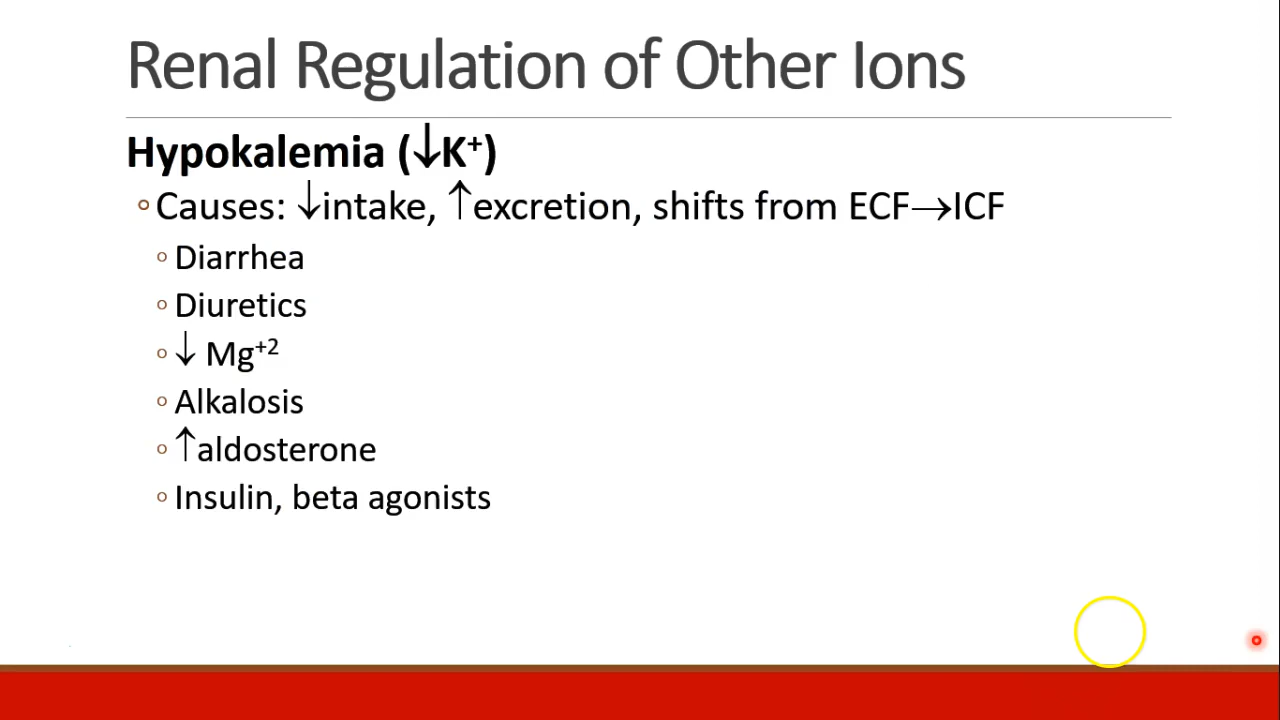 Renal Regulation of Other Ions
Hypokalemia (↓K⁺)
◦Causes: ↓intake, ↑excretion, shifts from ECF→ICF
◦Diarrhea
◦Diuretics
◦↓ Mg⁺²
◦Alkalosis
◦↑aldosterone
◦Insulin, beta agonists